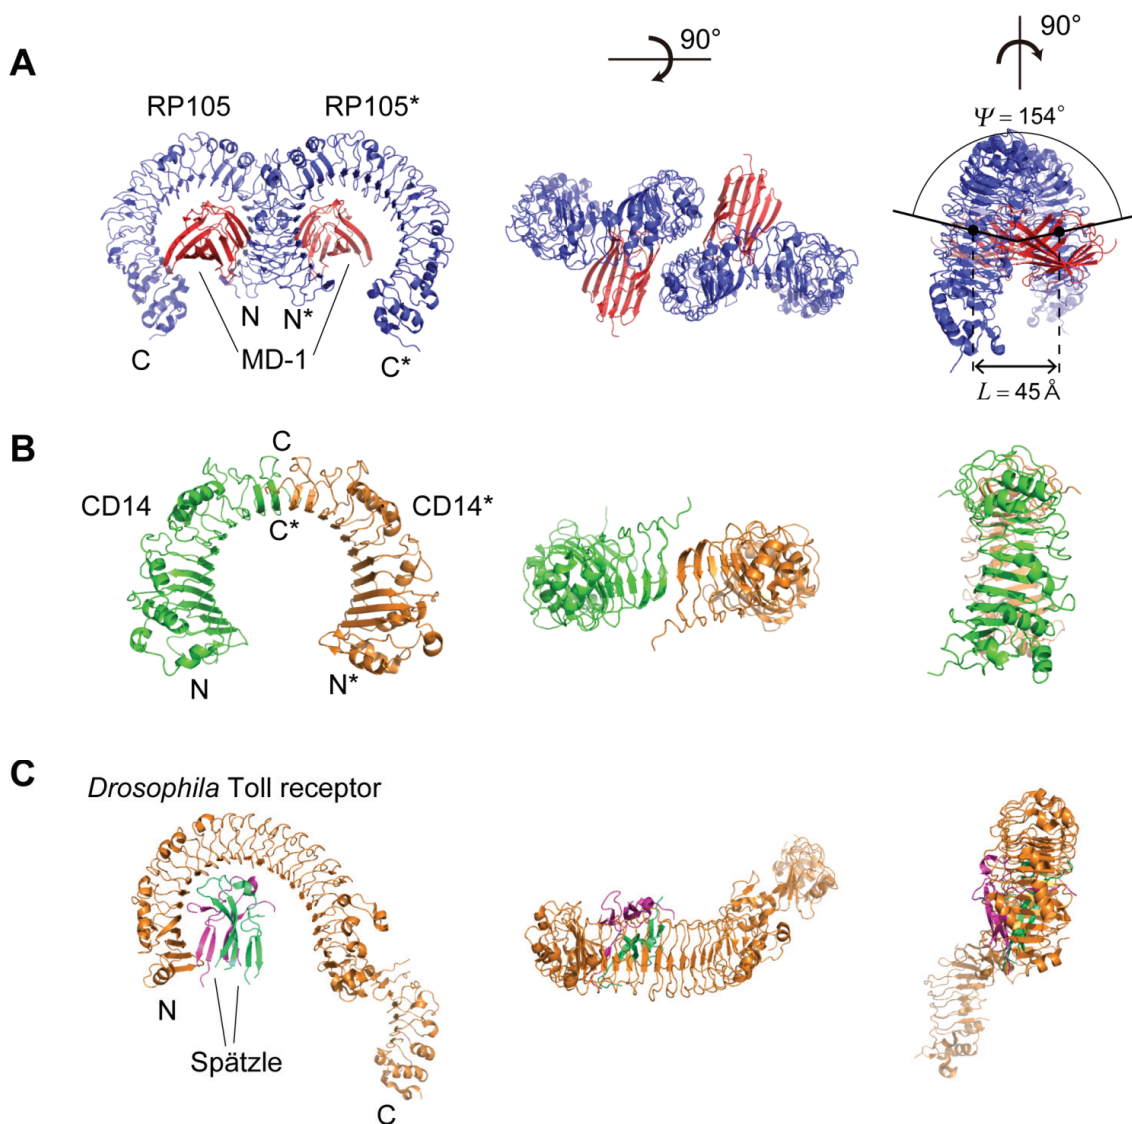 A
90°
90°
RP105
RP105*
Ψ = 154°
N
N*
C
MD-1
C*
L = 45 Å
B
C
CD14
CD14*
C*
N
N*
C
Drosophila Toll receptor
N
Spätzle
C